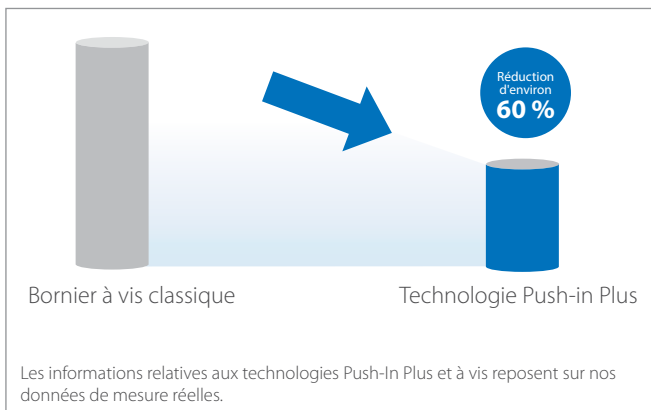 Réduction
d'environ
60 %
Bornier à vis classique
Technologie Push-in Plus
Les informations relatives aux technologies Push-In Plus et à vis reposent sur nos
données de mesure réelles.